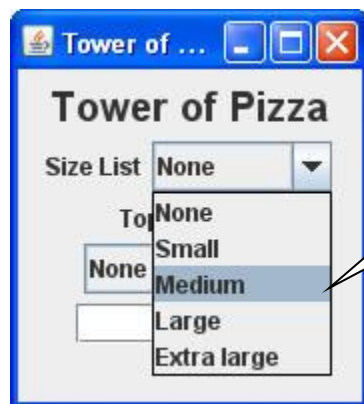 Tower of ...
Tower of Pizza
Size List None
None
Small
Medium
Large
Extra large
None